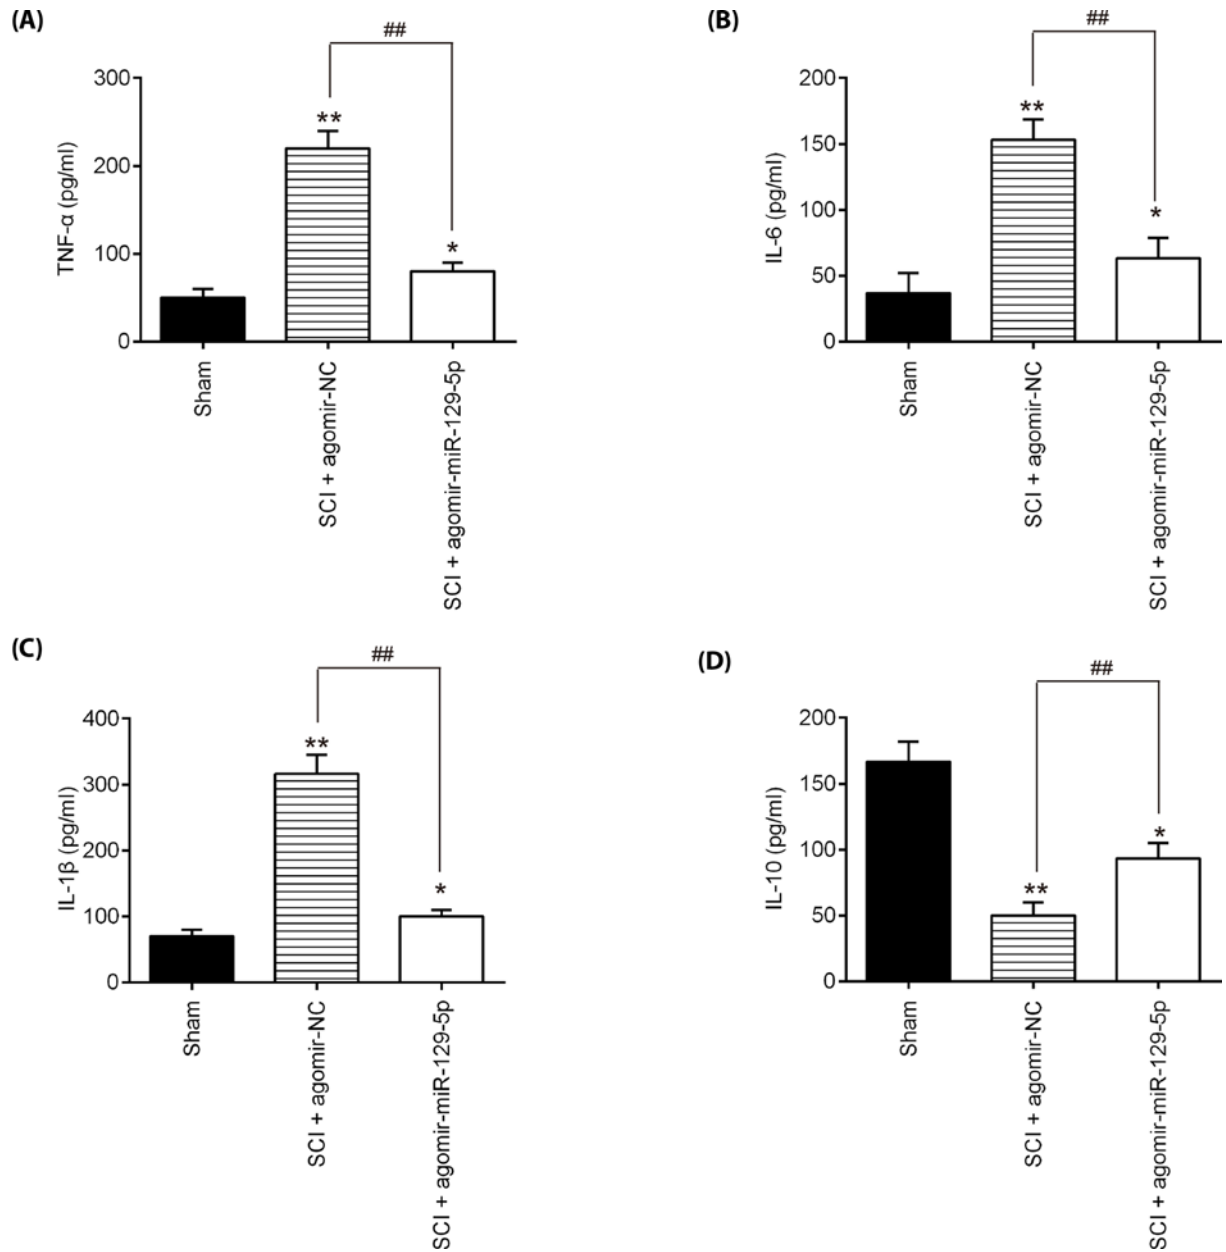 (A)
##
300
200
100
0
TNF-α (pg/ml)
**
*
Sham
SCI + agomir-NC
SCI + agomir-miR-129-5p
(B)
##
200
150
100
50
0
IL-6 (pg/ml)
**
*
Sham
SCI + agomir-NC
SCI + agomir-miR-129-5p
(C)
##
400
300
200
100
0
IL-1β (pg/ml)
**
*
Sham
SCI + agomir-NC
SCI + agomir-miR-129-5p
(D)
##
200
150
100
50
0
IL-10 (pg/ml)
**
*
Sham
SCI + agomir-NC
SCI + agomir-miR-129-5p